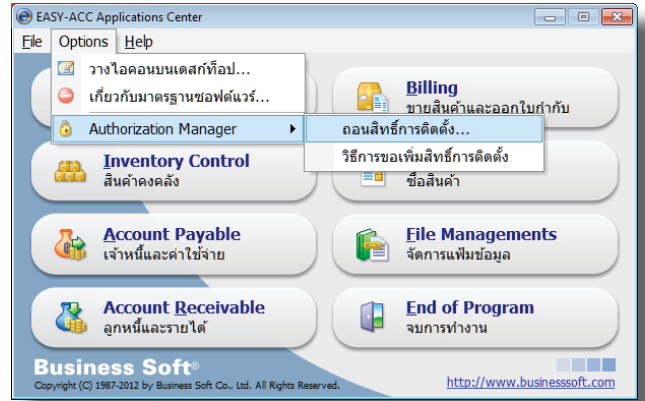 EASY-ACC Applications Center
File Options Help
วางไอคอนบนเดสก์ท็อป...
เกี่ยวกับมาตรฐานซอฟต์แวร์...
Authorization Manager
ถอนสิทธิ์การติดตั้ง...
วิธีการขอเพิ่มสิทธิ์การติดตั้ง
Billing
ขายสินค้าและออกใบกำกับ
Inventory Control
สินค้าคงคลัง
ซื้อสินค้า
Account Payable
เจ้าหนี้และค่าใช้จ่าย
File Managements
จัดการแฟ้มข้อมูล
Account Receivable
ลูกหนี้และรายได้
End of Program
จบการทำงาน
Business Soft®
Copyright (C) 1987-2012 by Business Soft Co., Ltd. All Rights Reserved.
http://www.businesssoft.com